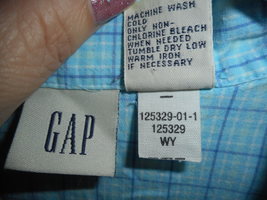 MACHINE WASH
COLD
ONLY NON-
CHLORINE BLEACH
WHEN NEEDED
TUMBLE DRY LOW
WARM IRON
IF NECESSARY
GAP
125329-01-1
125329
WY